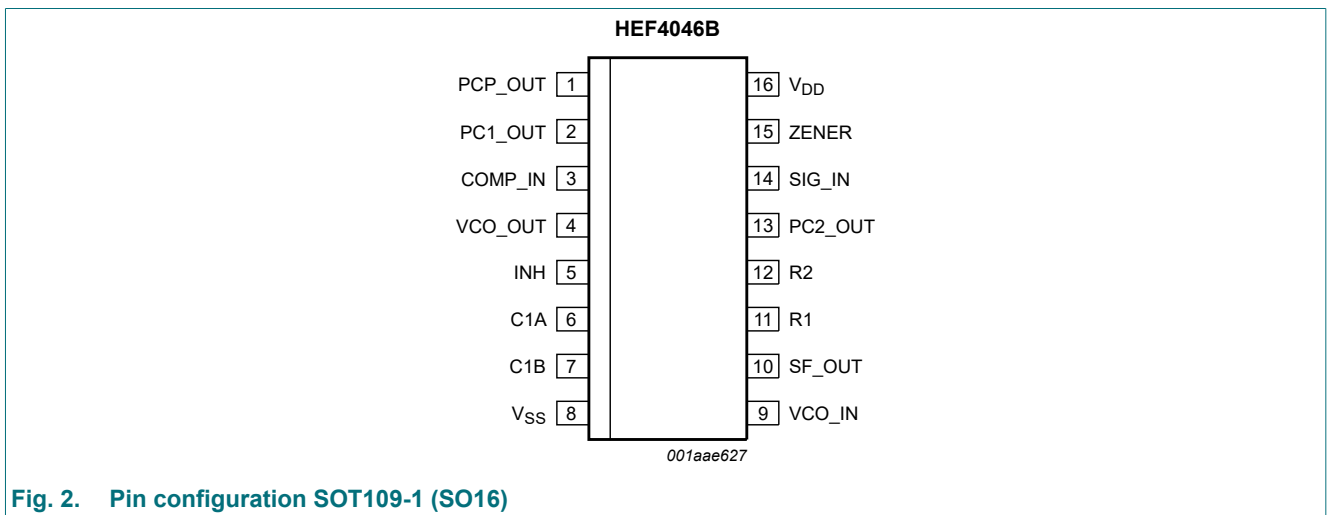 HEF4046B
PCP_OUT 1 16 VDD
PC1_OUT 2 15 ZENER
COMP_IN 3 14 SIG_IN
VCO_OUT 4 13 PC2_OUT
INH 5 12 R2
C1A 6 11 R1
C1B 7 10 SF_OUT
VSS 8 9 VCO_IN
001aae627
Fig. 2. Pin configuration SOT109-1 (SO16)